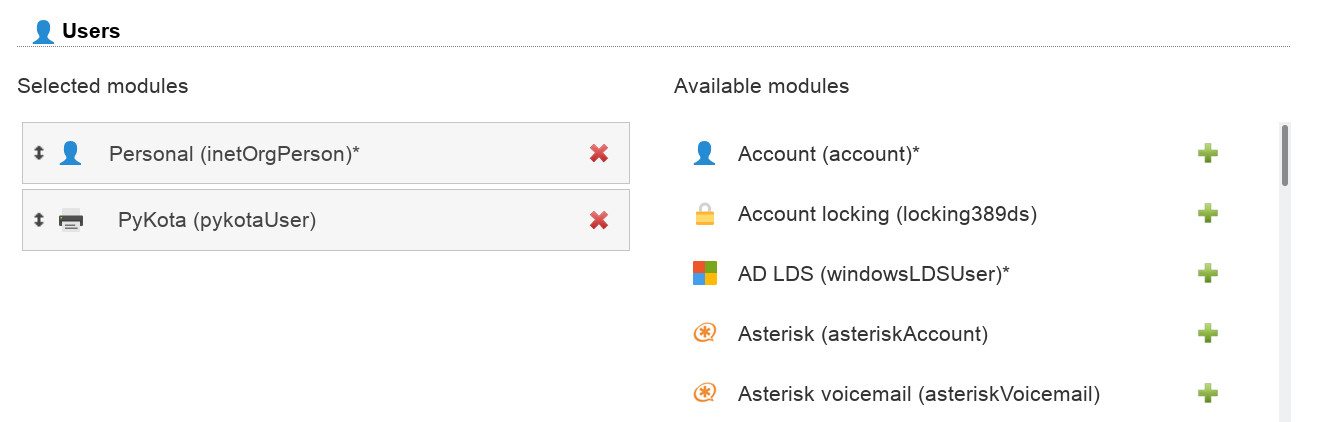 Users
Selected modules
Available modules
Personal (inetOrgPerson)*
PyKota (pykotaUser)
Account (account)*
Account locking (locking389ds)
AD LDS (windowsLDSUser)*
Asterisk (asteriskAccount)
Asterisk voicemail (asteriskVoicemail)